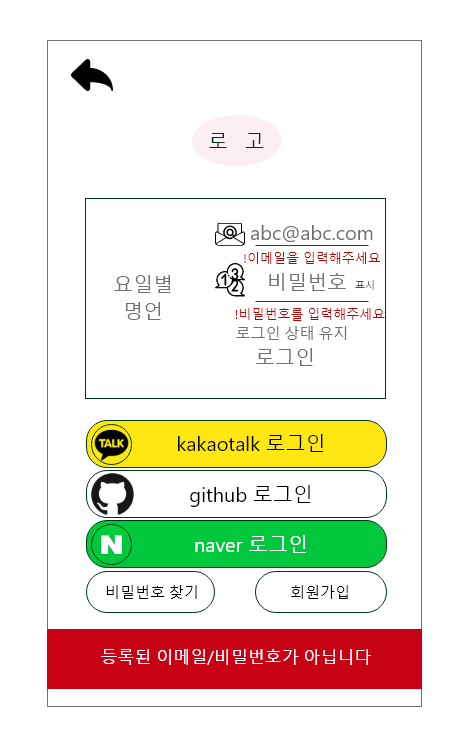 로 고
abc@abc.com
!이메일을 입력해주세요
123
비밀번호 표시
요일별
명언
!비밀번호를 입력해주세요
로그인 상태 유지
로그인
TALK
kakaotalk 로그인
github 로그인
N
naver 로그인
비밀번호 찾기
회원가입
등록된 이메일/비밀번호가 아닙니다